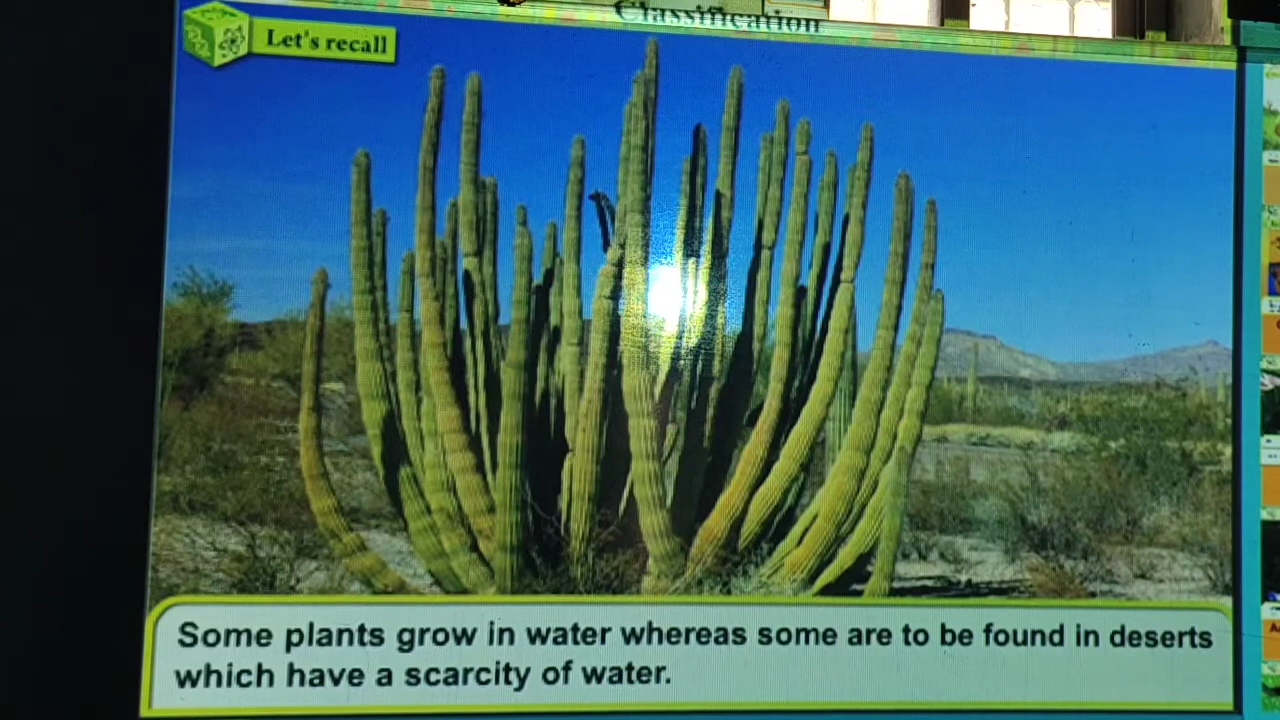 Classification
Let's recall
Some plants grow in water whereas some are to be found in deserts
which have a scarcity of water.